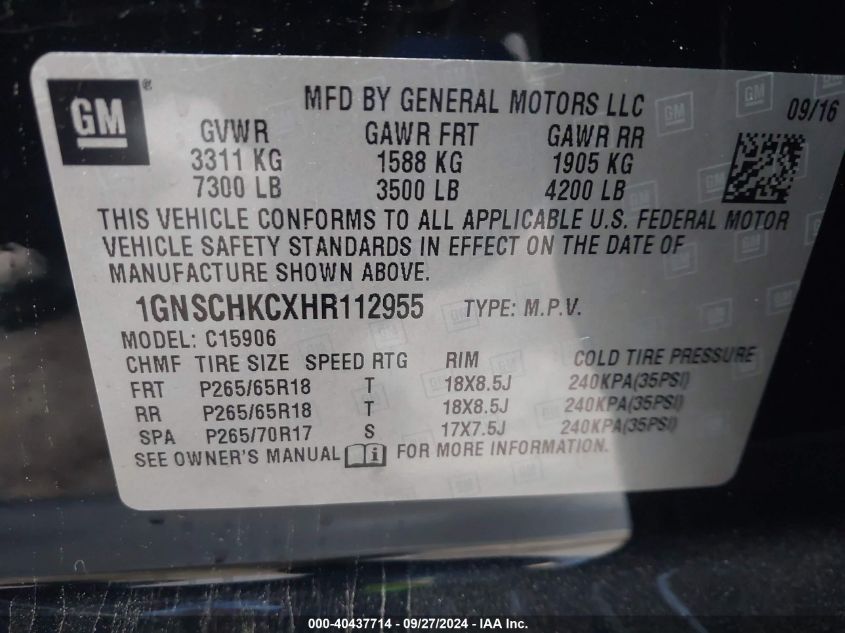 GM ®
MFD BY GENERAL MOTORS LLC
09/16
GVWR GAWR FRT GAWR RR
3311 KG 1588 KG 1905 KG
7300 LB 3500 LB 4200 LB
THIS VEHICLE CONFORMS TO ALL APPLICABLE U.S. FEDERAL MOTOR
VEHICLE SAFETY STANDARDS IN EFFECT ON THE DATE OF
MANUFACTURE SHOWN ABOVE.
1GNSCHKCXHR112955 TYPE: M.P.V.
MODEL: C15906
CHMF TIRE SIZE SPEED RTG RIM COLD TIRE PRESSURE
FRT P265/65R18 T 18X8.5J 240KPA(35PSI)
RR P265/65R18 T 18X8.5J 240KPA(35PSI)
SPA P265/70R17 S 17X7.5J 240KPA(35PSI)
SEE OWNER'S MANUAL i FOR MORE INFORMATION.
000-40437714 - 09/27/2024 - IAA Inc.